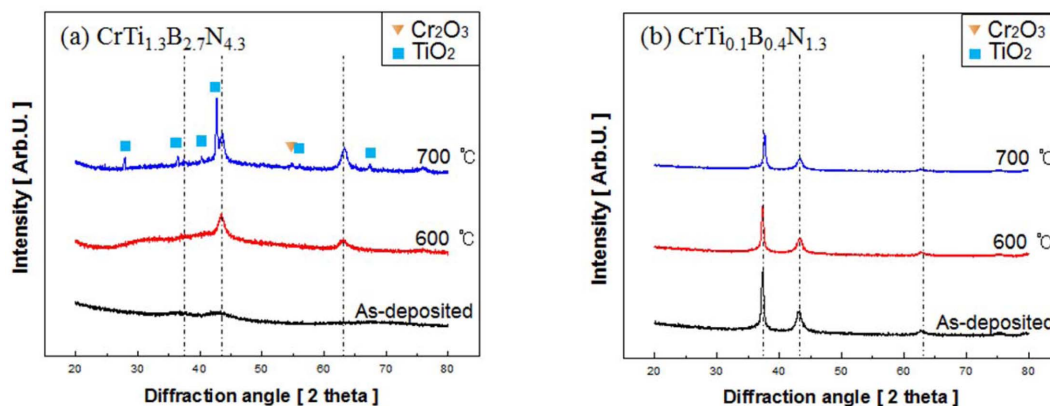 (a) CrTi1.3B2.7N4.3
Cr2O3
TiO2
700 ℃
600 ℃
As-deposited
Intensity [ Arb.U. ]
20 30 40 50 60 70 80
Diffraction angle [ 2 theta ]
(b) CrTi0.1B0.4N1.3
Cr2O3
TiO2
700 ℃
600 ℃
As-deposited
Intensity [ Arb.U. ]
20 30 40 50 60 70 80
Diffraction angle [ 2 theta ]